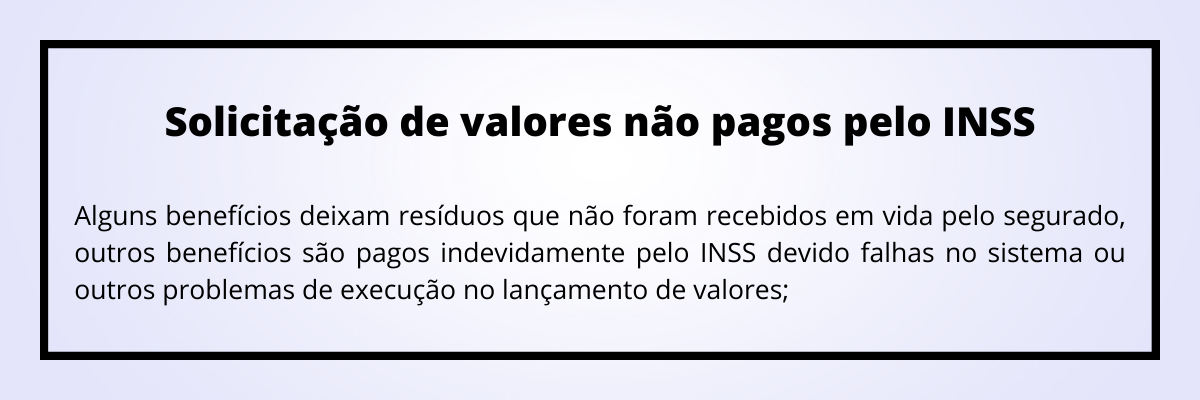 Solicitação de valores não pagos pelo INSS
Alguns benefícios deixam resíduos que não foram recebidos em vida pelo segurado,
outros benefícios são pagos indevidamente pelo INSS devido falhas no sistema ou
outros problemas de execução no lançamento de valores;